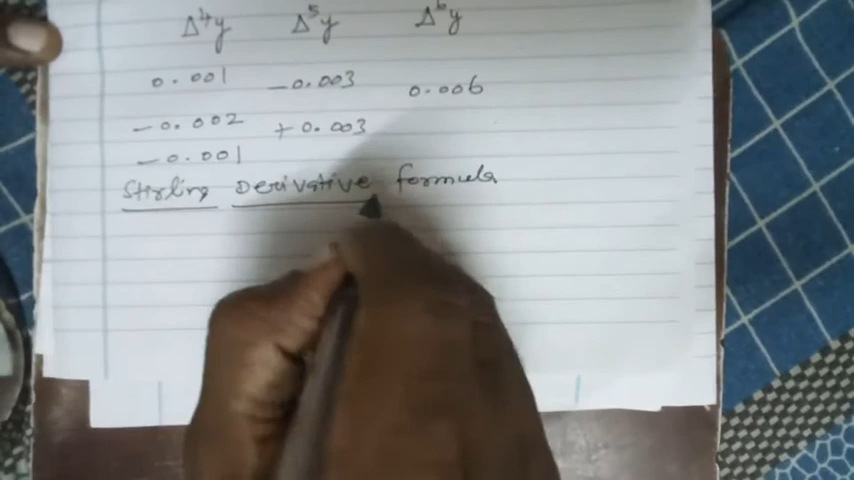 Δ⁴y Δ⁵y Δ⁶y
0.001 -0.003 0.006
-0.002 +0.003
-0.001
Stirling Derivative formula